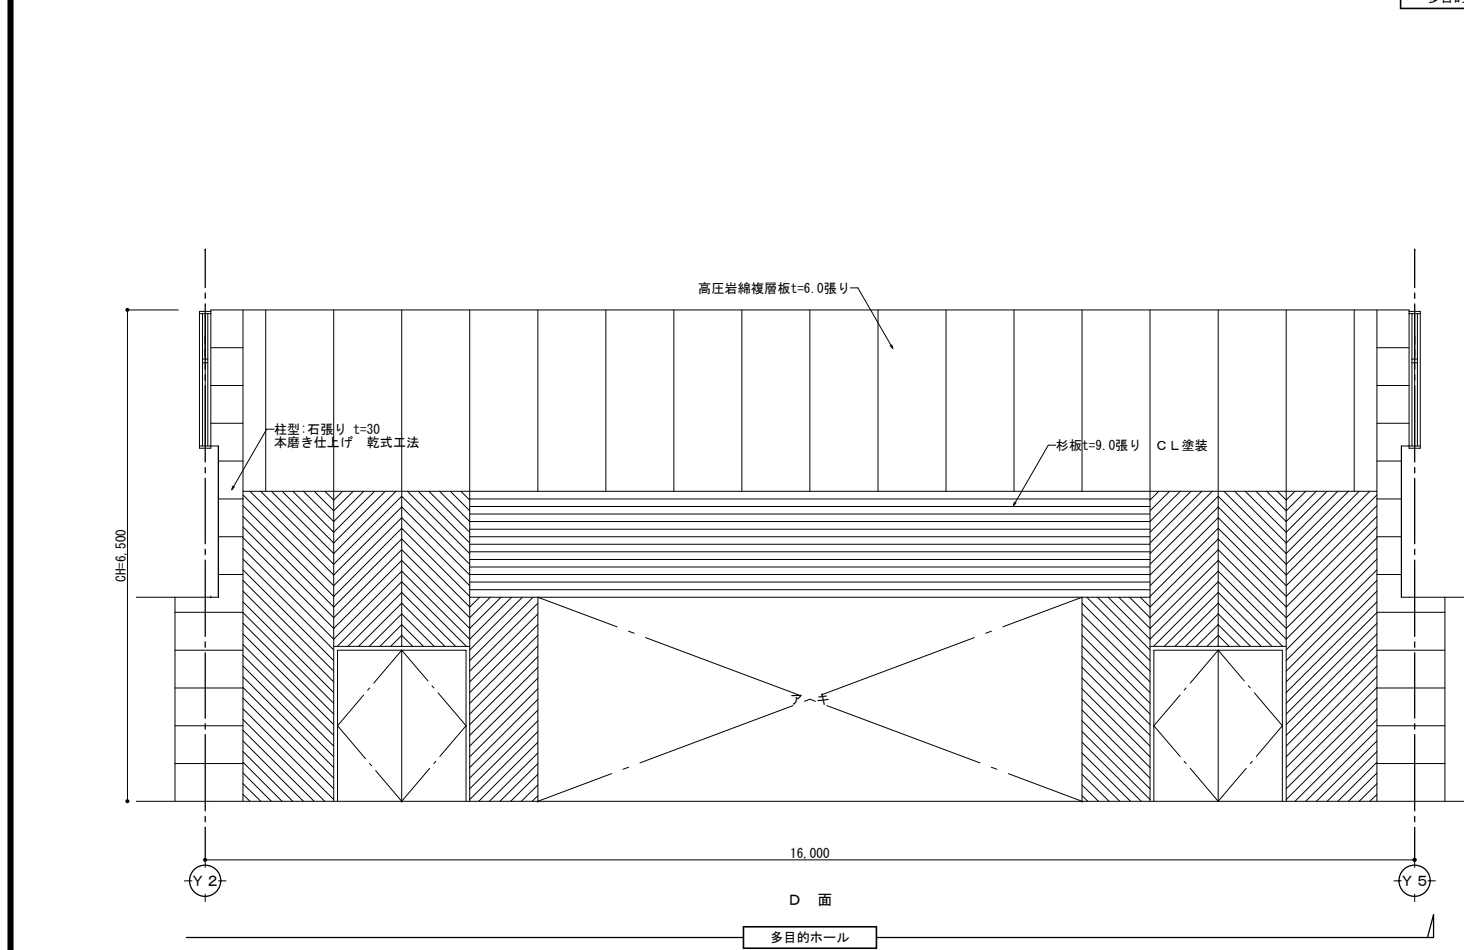 高圧岩綿複層板t=6.0張り
柱型:石張り t=30
本磨き仕上げ 乾式工法
杉板t=9.0張り CL塗装
CH=6,500
アキ
16,000
Y2
Y5
D 面
多目的ホール